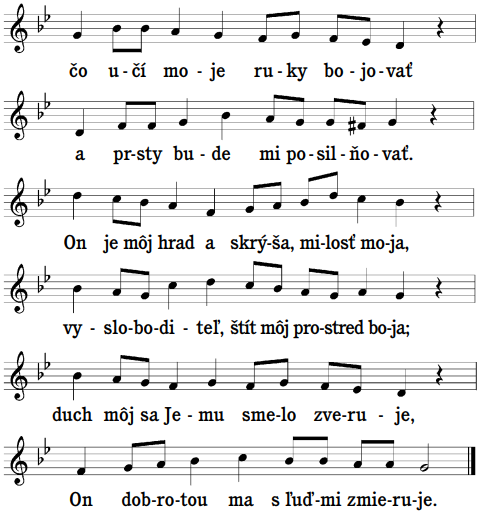 čo u - čí mo - je ru - ky bo - jo - vať
a pr - sty bu - de mi po - sil - ňo - vať.
On je môj hrad a skrý - ša, mi - losť mo - ja,
vy - slo - bo - di - teľ, štít môj pro - stred bo - ja;
duch môj sa Je - mu sme - lo zve - ru - je,
On dob - ro - tou ma s ľuď - mi zmie - ru - je.